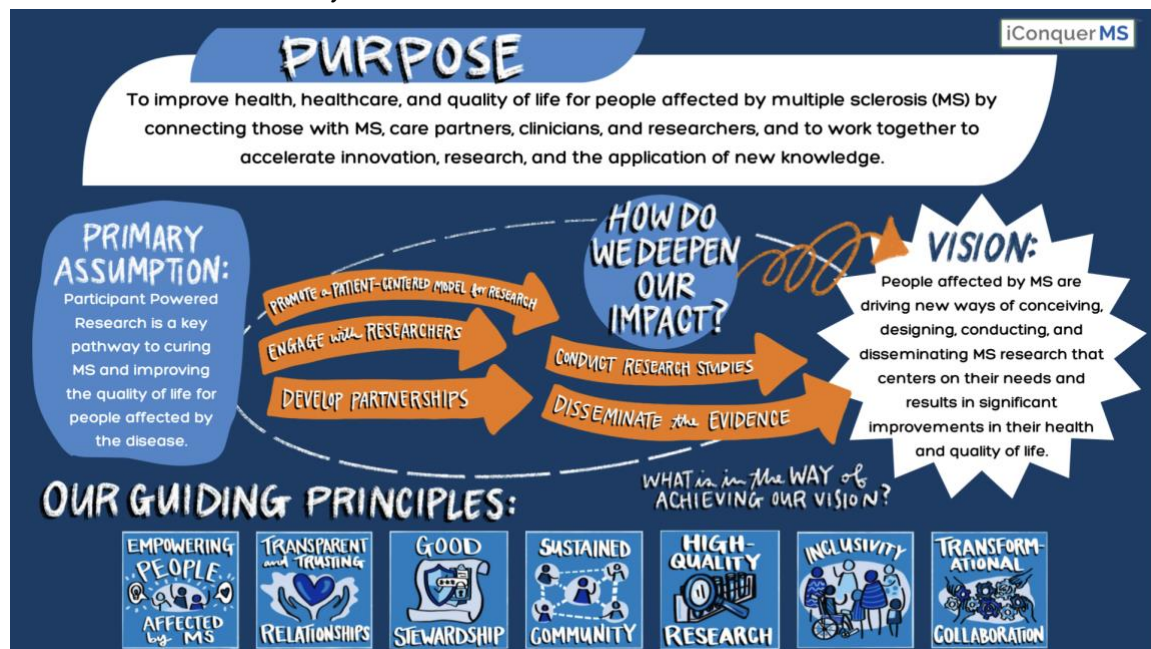 iConquerMS
PURPOSE
To improve health, healthcare, and quality of life for people affected by multiple sclerosis (MS) by
connecting those with MS, care partners, clinicians, and researchers, and to work together to
accelerate innovation, research, and the application of new knowledge.
PRIMARY
ASSUMPTION:
Participant Powered
Research is a key
pathway to curing
MS and improving
the quality of life for
people affected by
the disease.
PROMOTE a PATIENT-CENTERED MODEL for RESEARCH
ENGAGE with RESEARCHERS
DEVELOP PARTNERSHIPS
HOW DO
WE DEEPEN
OUR
IMPACT?
CONDUCT RESEARCH STUDIES
DISSEMINATE the EVIDENCE
VISION:
People affected by MS are
driving new ways of conceiving,
designing, conducting, and
disseminating MS research that
centers on their needs and
results in significant
improvements in their health
and quality of life.
WHAT is in the WAY of
ACHIEVING OUR VISION?
OUR GUIDING PRINCIPLES:
EMPOWERING
PEOPLE
AFFECTED
by MS
TRANSPARENT
and TRUSTING
RELATIONSHIPS
GOOD
STEWARDSHIP
SUSTAINED
COMMUNITY
HIGH-
QUALITY
RESEARCH
INCLUSIVITY
TRANSFORM-
ATIONAL
COLLABORATION